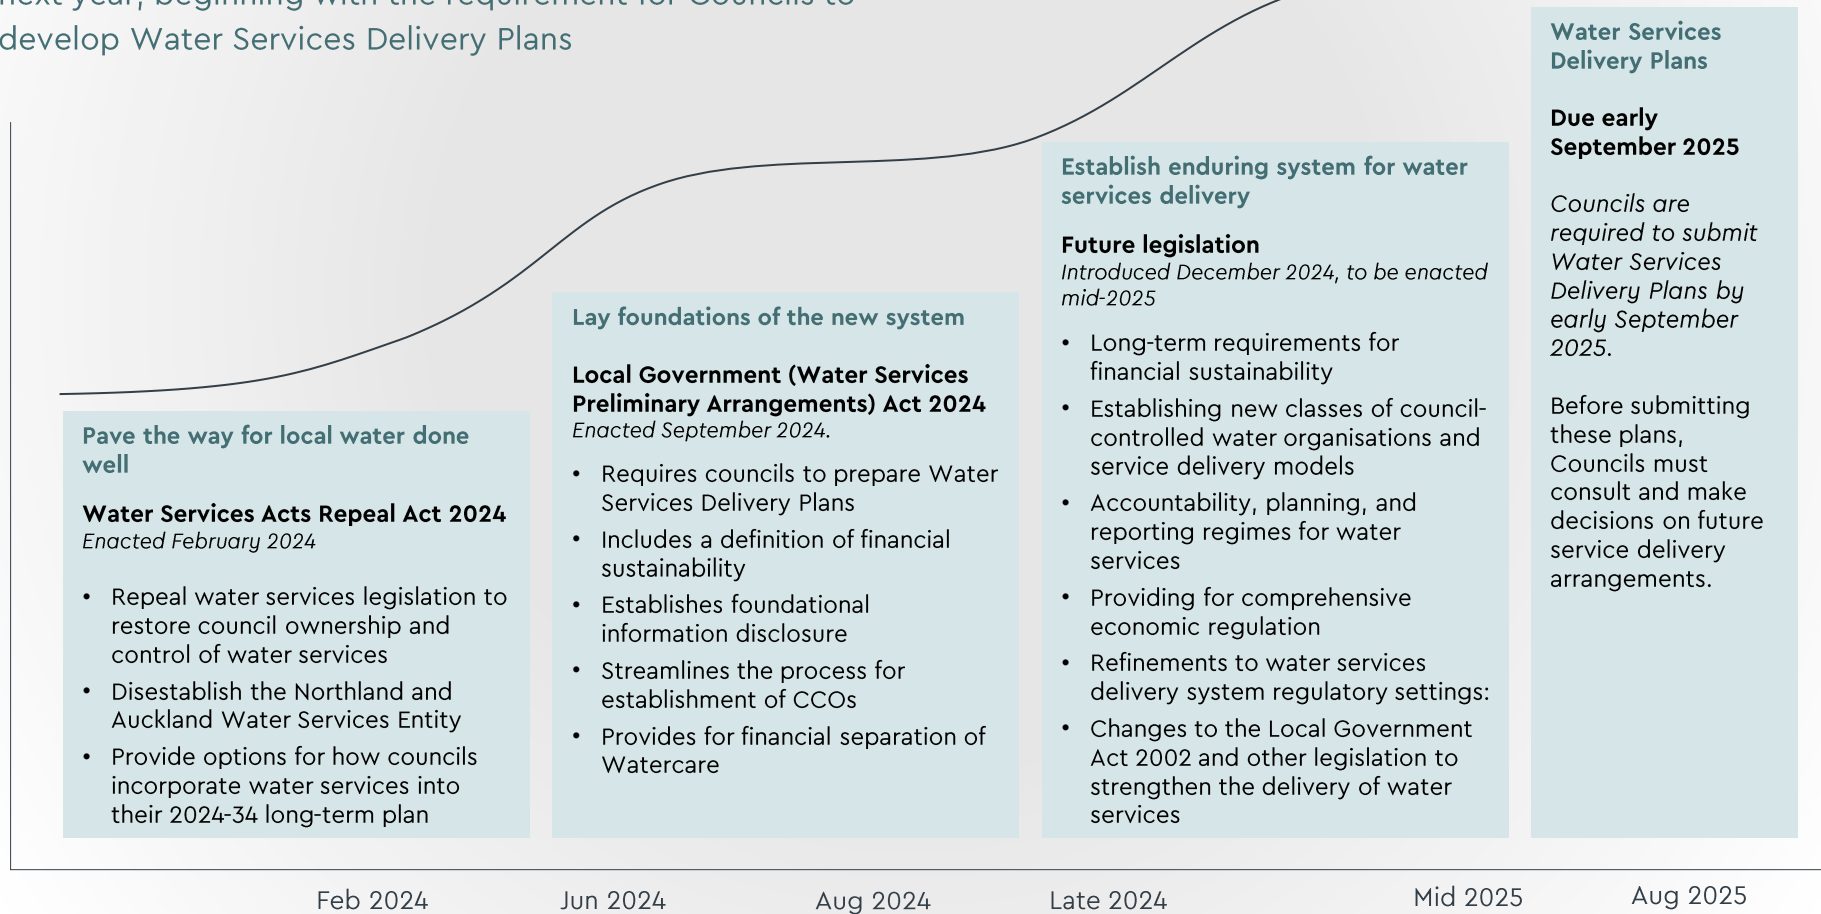 next year, beginning with the requirement for Councils to
develop Water Services Delivery Plans
Pave the way for local water done
well
Water Services Acts Repeal Act 2024
Enacted February 2024
• Repeal water services legislation to
restore council ownership and
control of water services
• Disestablish the Northland and
Auckland Water Services Entity
• Provide options for how councils
incorporate water services into
their 2024-34 long-term plan
Lay foundations of the new system
Local Government (Water Services
Preliminary Arrangements) Act 2024
Enacted September 2024.
• Requires councils to prepare Water
Services Delivery Plans
• Includes a definition of financial
sustainability
• Establishes foundational
information disclosure
• Streamlines the process for
establishment of CCOs
• Provides for financial separation of
Watercare
Establish enduring system for water
services delivery
Future legislation
Introduced December 2024, to be enacted
mid-2025
• Long-term requirements for
financial sustainability
• Establishing new classes of council-
controlled water organisations and
service delivery models
• Accountability, planning, and
reporting regimes for water
services
• Providing for comprehensive
economic regulation
• Refinements to water services
delivery system regulatory settings:
• Changes to the Local Government
Act 2002 and other legislation to
strengthen the delivery of water
services
Water Services
Delivery Plans
Due early
September 2025
Councils are
required to submit
Water Services
Delivery Plans by
early September
2025.
Before submitting
these plans,
Councils must
consult and make
decisions on future
service delivery
arrangements.
Feb 2024
Jun 2024
Aug 2024
Late 2024
Mid 2025
Aug 2025